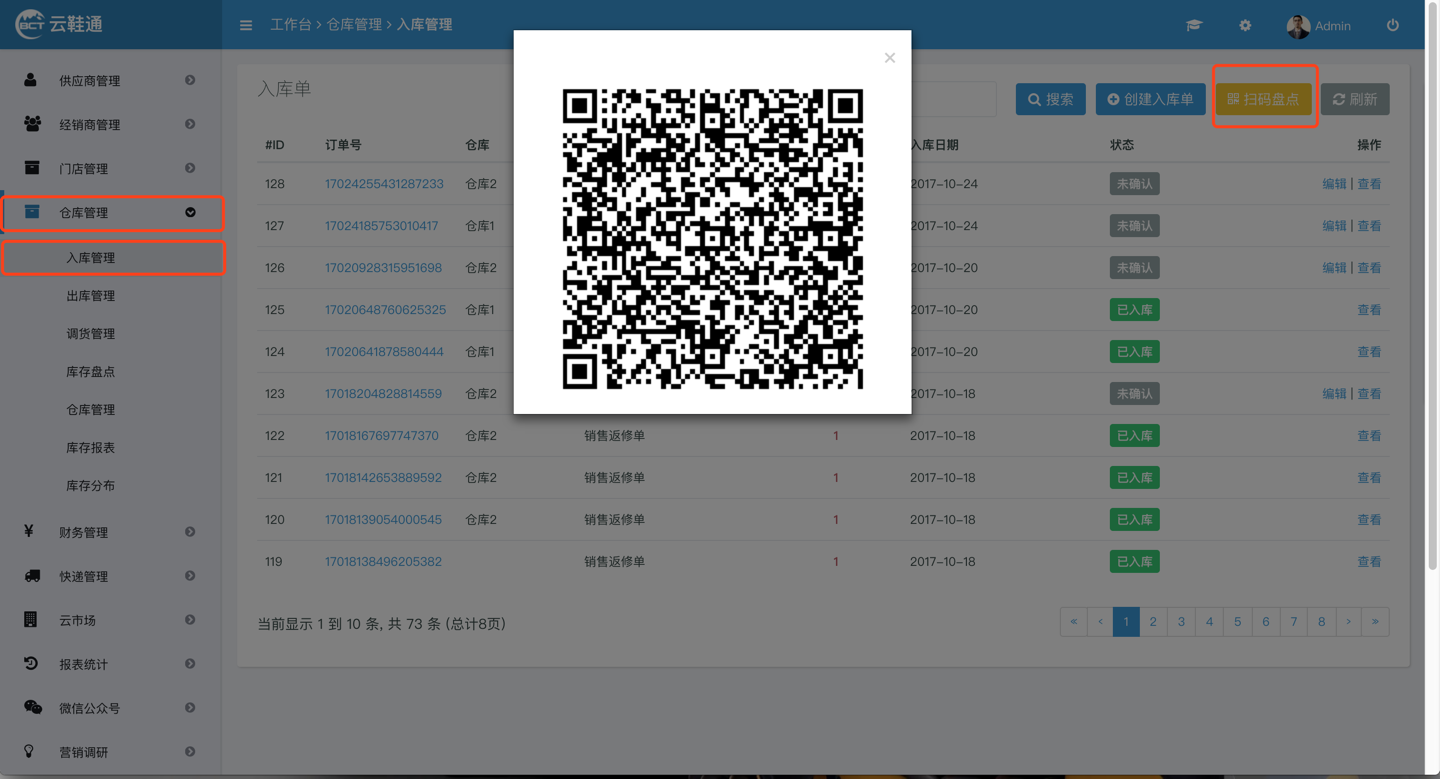 BCT 云鞋通
工作台 > 仓库管理 > 入库管理
Admin
供应商管理
经销商管理
门店管理
仓库管理
入库管理
出库管理
调货管理
库存盘点
仓库管理
库存报表
库存分布
财务管理
快递管理
云市场
报表统计
微信公众号
营销调研
入库单
搜索 创建入库单 扫码盘点 刷新
×
#ID 订单号 仓库 入库日期 状态 操作
128 17024255431287233 仓库2 2017-10-24 未确认 编辑 | 查看
127 17024185753010417 仓库1 2017-10-24 未确认 编辑 | 查看
126 17020928315951698 仓库2 2017-10-20 未确认 编辑 | 查看
125 17020648760625325 仓库1 2017-10-20 已入库 查看
124 17020641878580444 仓库1 2017-10-20 已入库 查看
123 17018204828814559 仓库2 2017-10-18 未确认 编辑 | 查看
122 17018167697747370 仓库2 销售返修单 1 2017-10-18 已入库 查看
121 17018142653889592 仓库2 销售返修单 1 2017-10-18 已入库 查看
120 17018139054000545 仓库2 销售返修单 1 2017-10-18 已入库 查看
119 17018138496205382 销售返修单 1 2017-10-18 已入库 查看
当前显示 1 到 10 条, 共 73 条 (总计8页)
« ‹ 1 2 3 4 5 6 7 8 › »